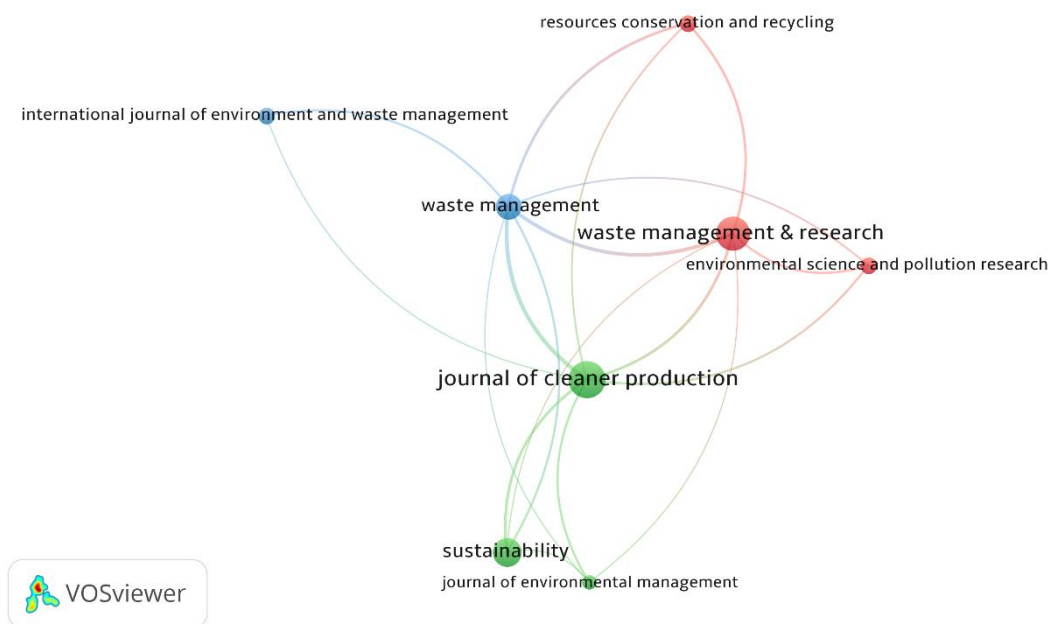 resources conservation and recycling
international journal of environment and waste management
waste management
waste management & research
environmental science and pollution research
journal of cleaner production
sustainability
journal of environmental management
VOSviewer